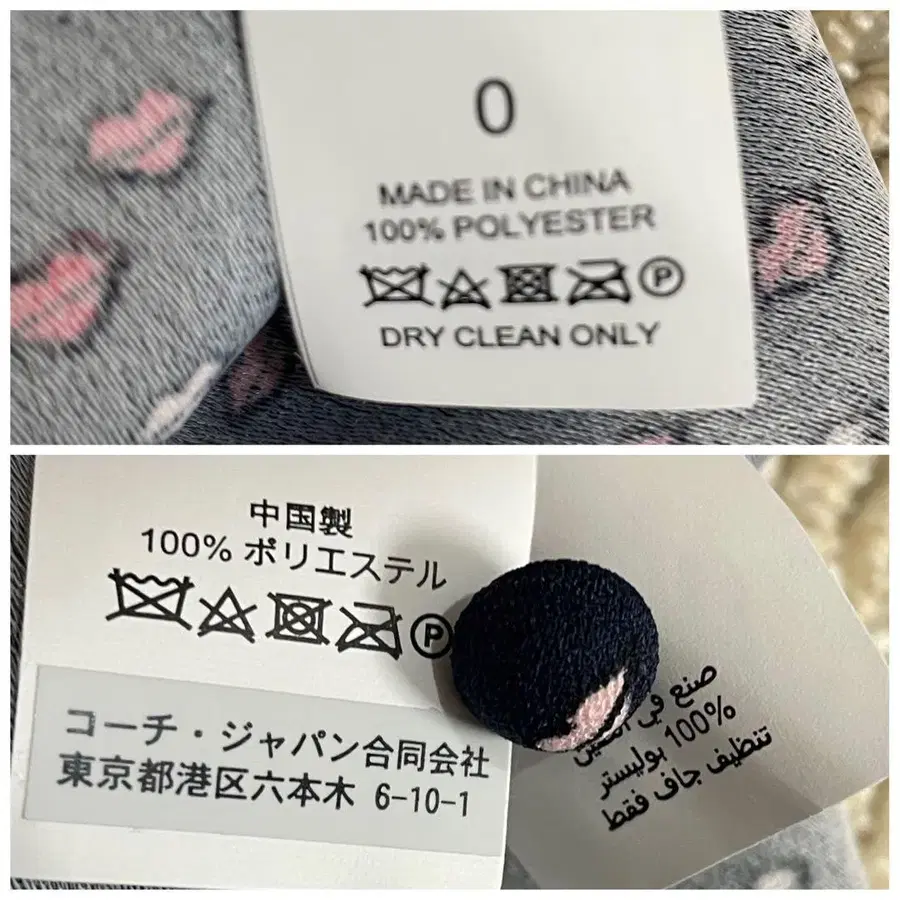 0
MADE IN CHINA
100% POLYESTER
P
DRY CLEAN ONLY
中国製
100% ポリエステル
P
コーチ・ジャパン合同会社
東京都港区六本木 6-10-1
صنع في
100% بوليستر
تنظيف جاف فقط